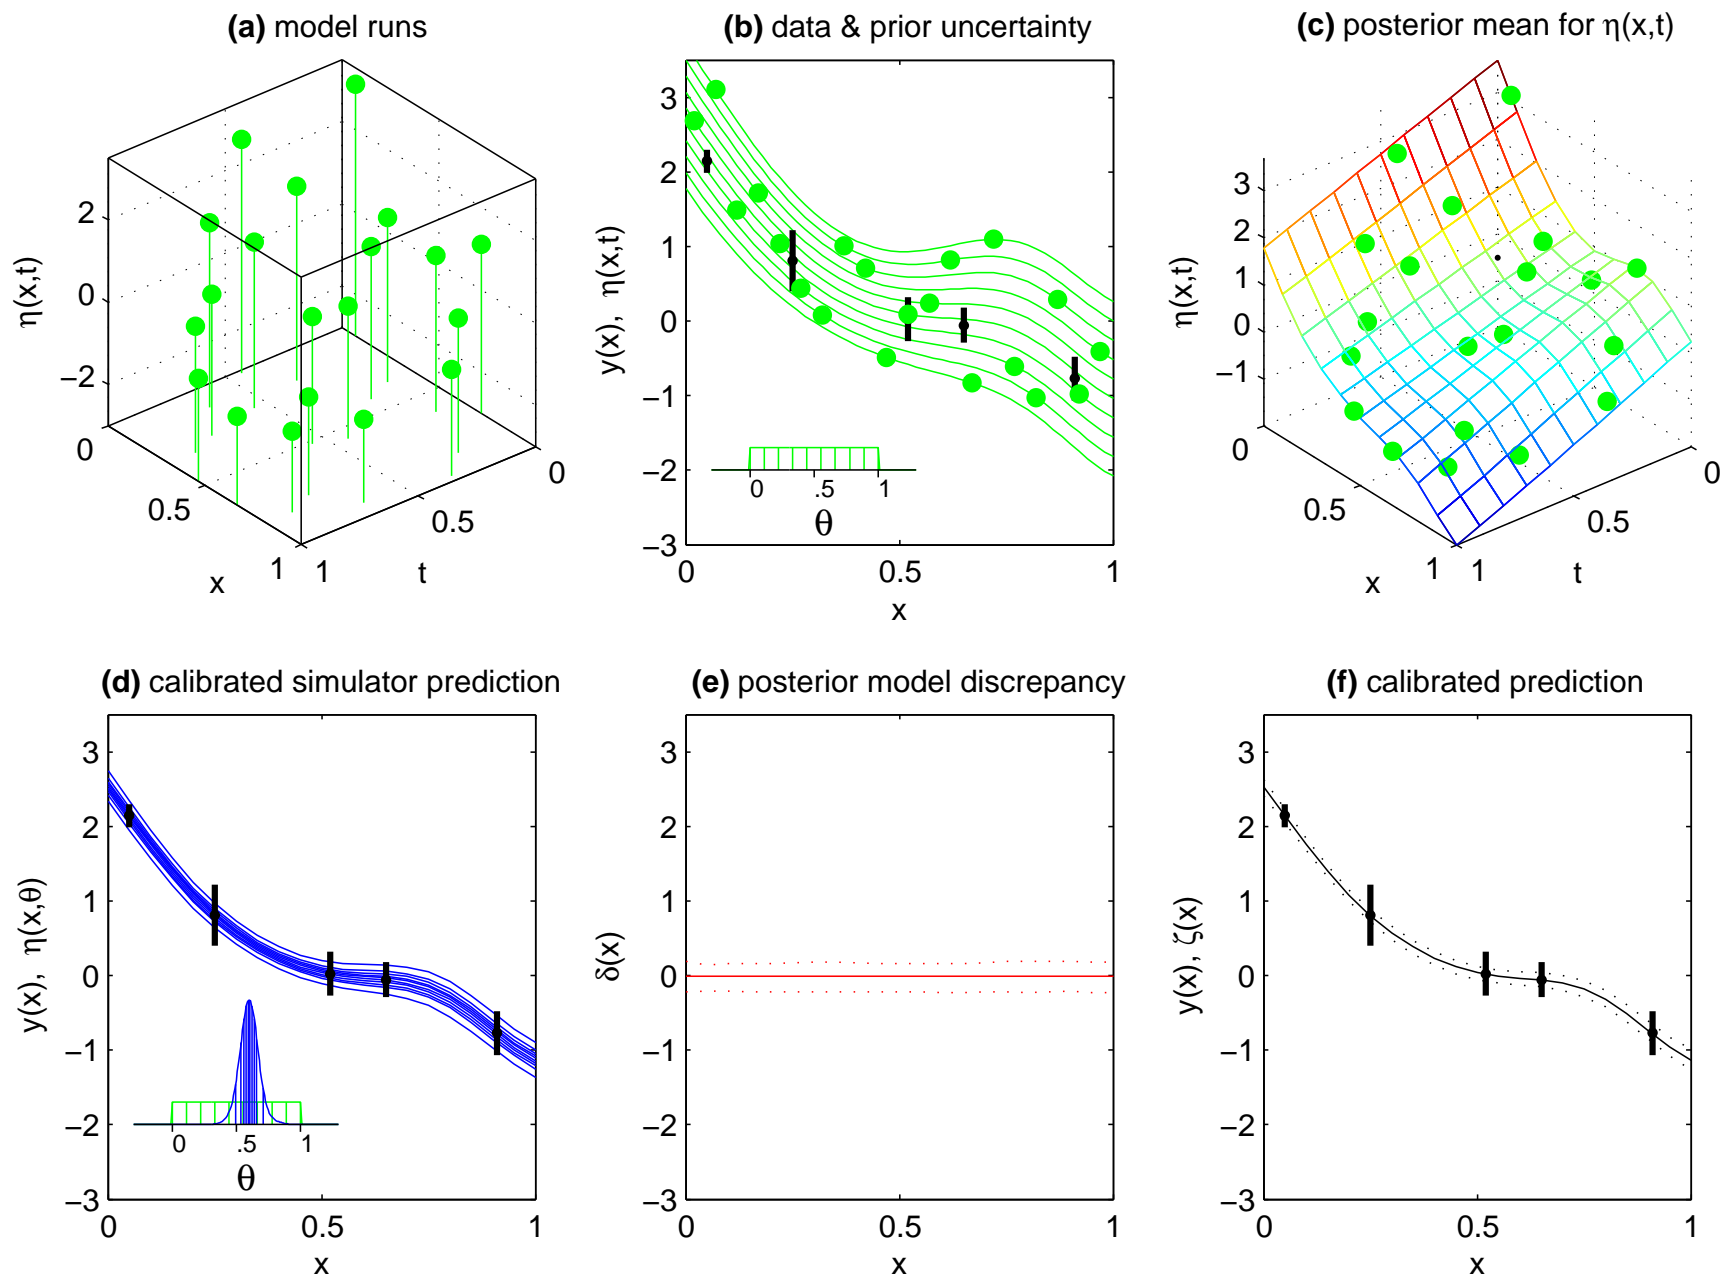 (a) model runs
2
0
−2
η(x,t)
0
0.5
1
x
1
0.5
0
t
(b) data & prior uncertainty
3
2
1
0
−1
−2
−3
y(x), η(x,t)
0 .5 1
θ
0 0.5 1
x
(c) posterior mean for η(x,t)
3
2
1
0
−1
η(x,t)
0
0.5
1
x
1
0.5
0
t
(d) calibrated simulator prediction
3
2
1
0
−1
−2
−3
y(x), η(x,θ)
0 .5 1
θ
0 0.5 1
x
(e) posterior model discrepancy
3
2
1
0
−1
−2
−3
δ(x)
0 0.5 1
x
(f) calibrated prediction
3
2
1
0
−1
−2
−3
y(x), ζ(x)
0 0.5 1
x